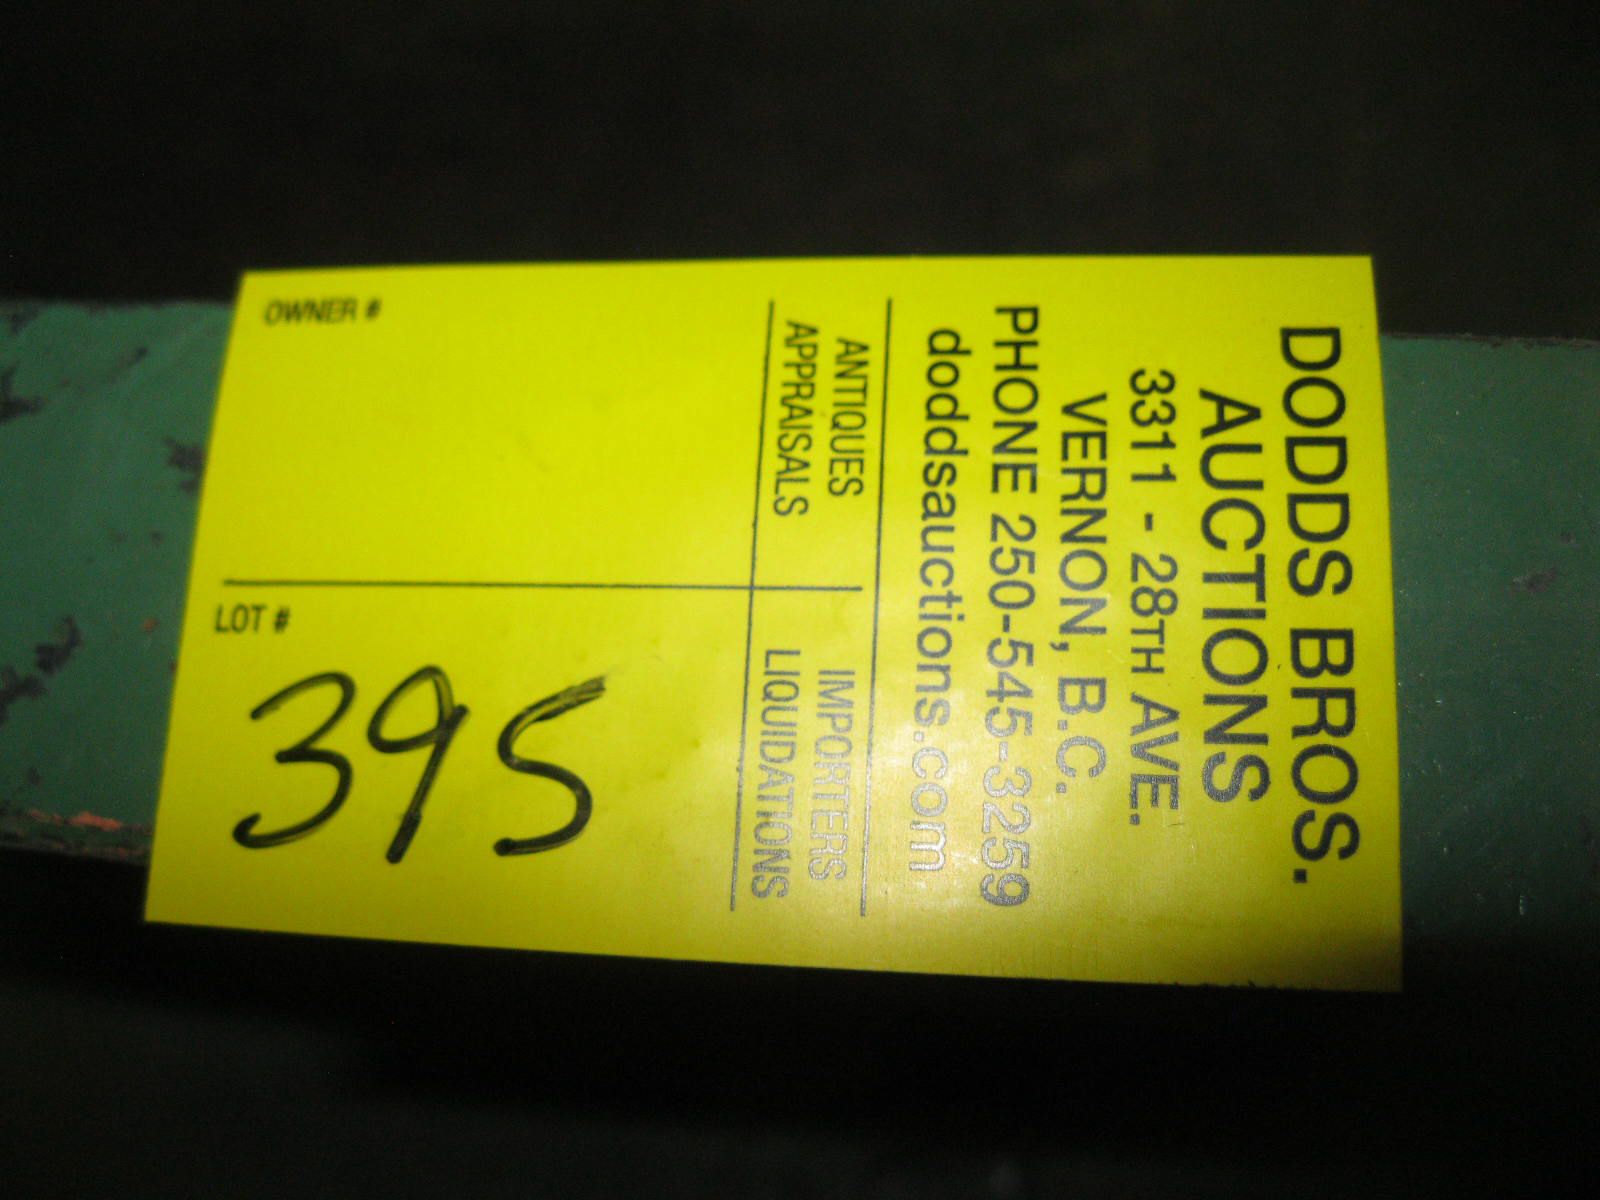 DODDS BROS.
AUCTIONS
3311 - 28TH AVE.
VERNON, B.C.
PHONE 250-545-3259
doddsauctions.com
ANTIQUES IMPORTERS
APPRAISALS LIQUIDATIONS
OWNER #
LOT #
395